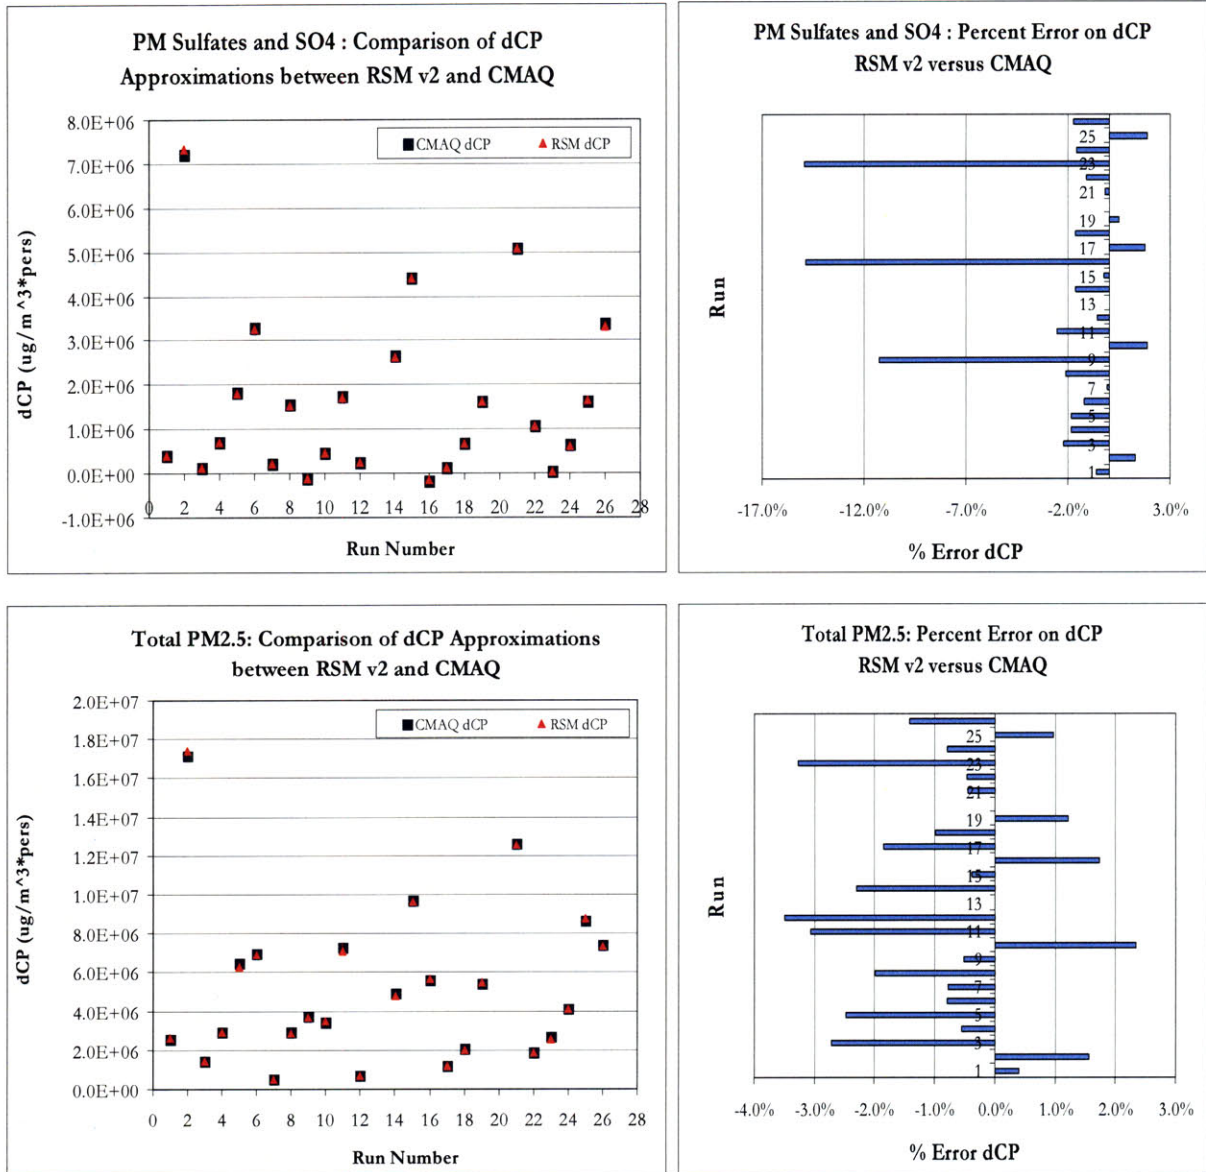 PM Sulfates and SO4 : Comparison of dCP
Approximations between RSM v2 and CMAQ
8.0E+06
7.0E+06
6.0E+06
5.0E+06
4.0E+06
3.0E+06
2.0E+06
1.0E+06
0.0E+00
-1.0E+06
CMAQ dCP
RSM dCP
dCP (ug/m^3*pers)
0 2 4 6 8 10 12 14 16 18 20 22 24 26 28
Run Number
PM Sulfates and SO4 : Percent Error on dCP
RSM v2 versus CMAQ
25
23
21
19
17
15
13
11
9
7
5
3
1
Run
-17.0% -12.0% -7.0% -2.0% 3.0%
% Error dCP
Total PM2.5: Comparison of dCP Approximations
between RSM v2 and CMAQ
2.0E+07
1.8E+07
1.6E+07
1.4E+07
1.2E+07
1.0E+07
8.0E+06
6.0E+06
4.0E+06
2.0E+06
0.0E+00
CMAQ dCP
RSM dCP
dCP (ug/m^3*pers)
0 2 4 6 8 10 12 14 16 18 20 22 24 26 28
Run Number
Total PM2.5: Percent Error on dCP
RSM v2 versus CMAQ
25
23
21
19
17
15
13
11
9
7
5
3
1
Run
-4.0% -3.0% -2.0% -1.0% 0.0% 1.0% 2.0% 3.0%
% Error dCP